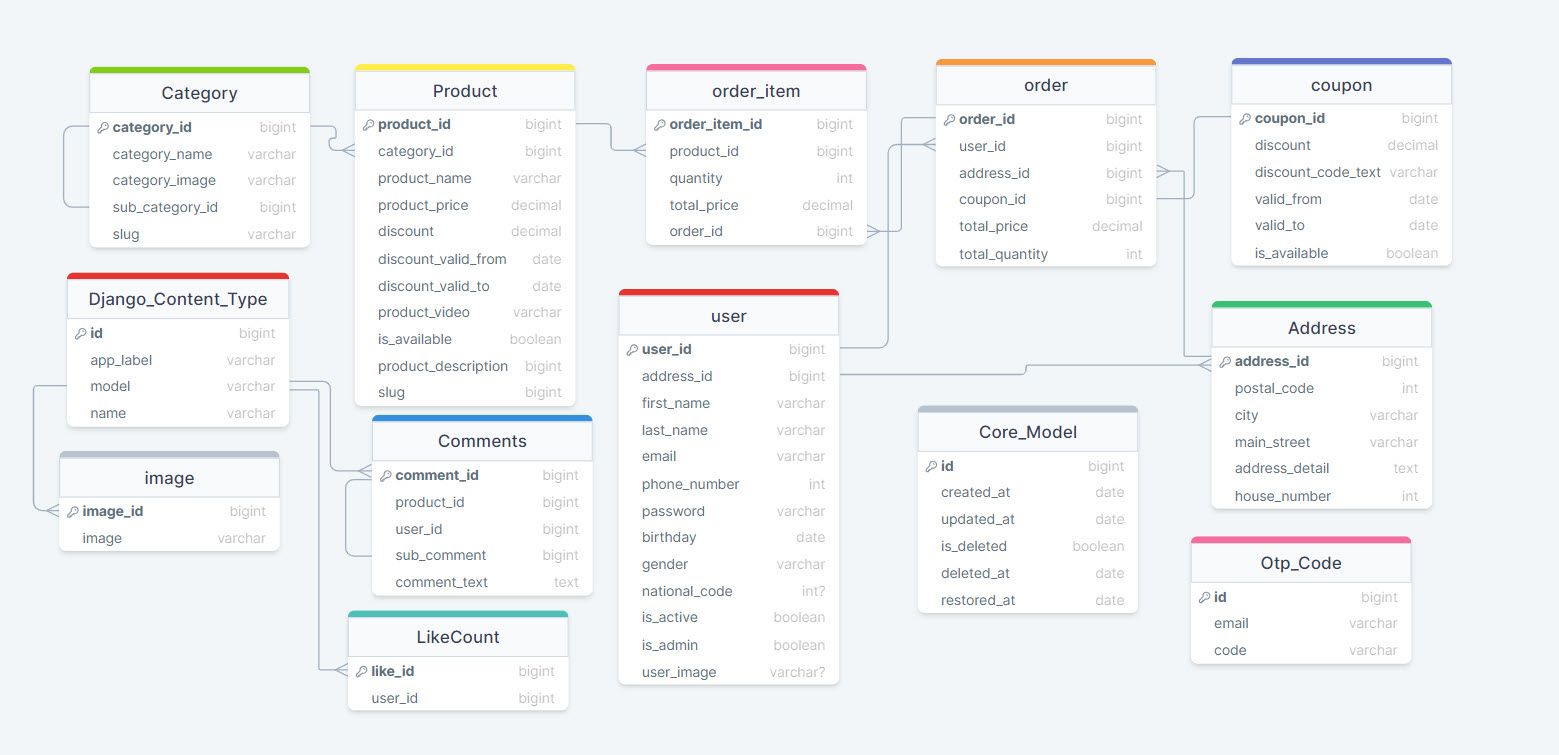 Category
category_id bigint
category_name varchar
category_image varchar
sub_category_id bigint
slug varchar
Product
product_id bigint
category_id bigint
product_name varchar
product_price decimal
discount decimal
discount_valid_from date
discount_valid_to date
product_video varchar
is_available boolean
product_description bigint
slug bigint
order_item
order_item_id bigint
product_id bigint
quantity int
total_price decimal
order_id bigint
order
order_id bigint
user_id bigint
address_id bigint
coupon_id bigint
total_price decimal
total_quantity int
coupon
coupon_id bigint
discount decimal
discount_code_text varchar
valid_from date
valid_to date
is_available boolean
Django_Content_Type
id bigint
app_label varchar
model varchar
name varchar
image
image_id bigint
image varchar
Comments
comment_id bigint
product_id bigint
user_id bigint
sub_comment bigint
comment_text text
LikeCount
like_id bigint
user_id bigint
user
user_id bigint
address_id bigint
first_name varchar
last_name varchar
email varchar
phone_number int
password varchar
birthday date
gender varchar
national_code int?
is_active boolean
is_admin boolean
user_image varchar?
Core_Model
id bigint
created_at date
updated_at date
is_deleted boolean
deleted_at date
restored_at date
Address
address_id bigint
postal_code int
city varchar
main_street varchar
address_detail text
house_number int
Otp_Code
id bigint
email varchar
code varchar